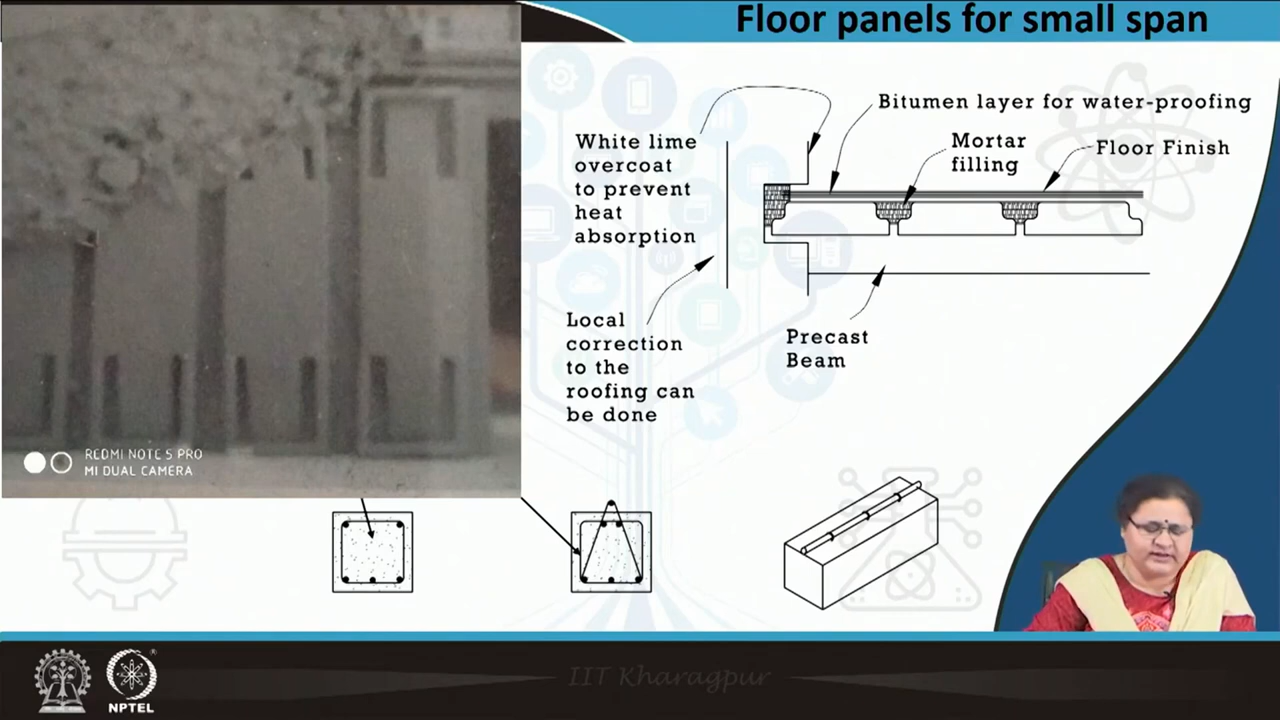 Floor panels for small span
White lime
overcoat
to prevent
heat
absorption
Bitumen layer for water-proofing
Mortar
filling
Floor Finish
Local
correction
to the
roofing can
be done
Precast
Beam
REDMI NOTE 5 PRO
MI DUAL CAMERA
IIT Kharagpur
NPTEL